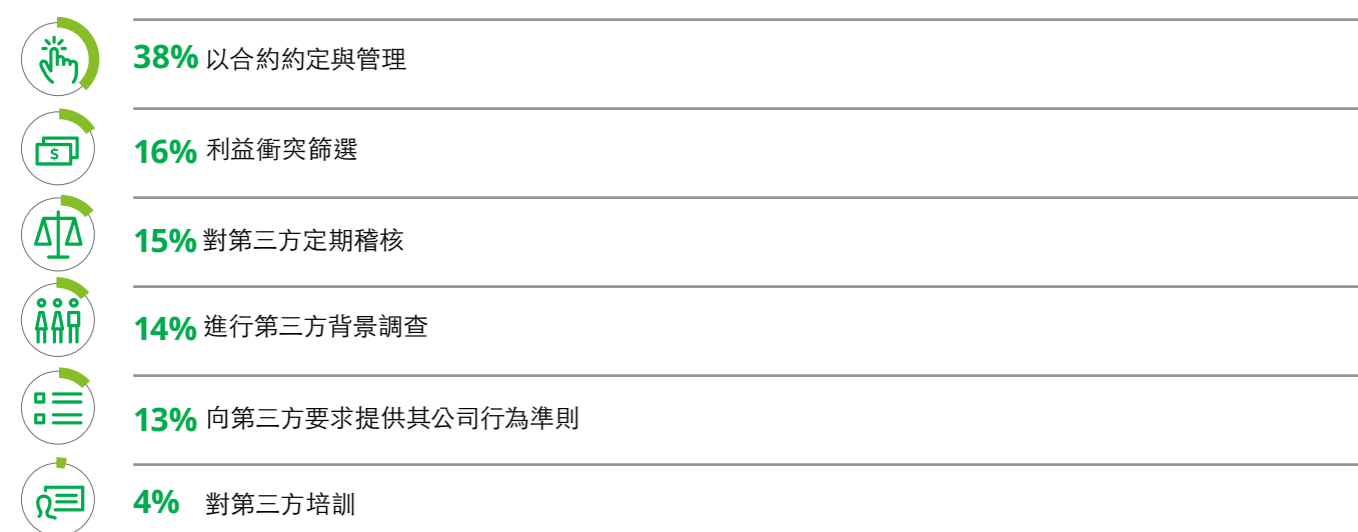 38% 以合約約定與管理
16% 利益衝突篩選
15% 對第三方定期稽核
14% 進行第三方背景調查
13% 向第三方要求提供其公司行為準則
4% 對第三方培訓